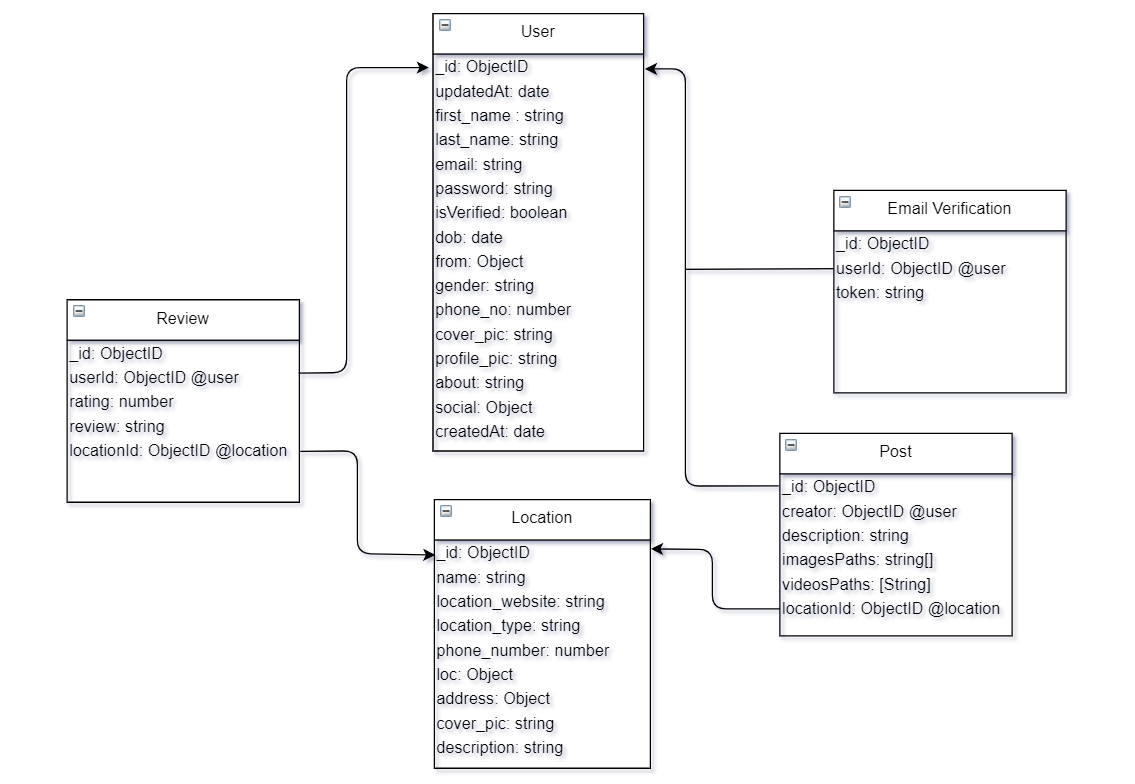 User
_id: ObjectID
updatedAt: date
first_name : string
last_name: string
email: string
password: string
isVerified: boolean
dob: date
from: Object
gender: string
phone_no: number
cover_pic: string
profile_pic: string
about: string
social: Object
createdAt: date
Email Verification
_id: ObjectID
userId: ObjectID @user
token: string
Review
_id: ObjectID
userId: ObjectID @user
rating: number
review: string
locationId: ObjectID @location
Post
_id: ObjectID
creator: ObjectID @user
description: string
imagesPaths: string[]
videosPaths: [String]
locationId: ObjectID @location
Location
_id: ObjectID
name: string
location_website: string
location_type: string
phone_number: number
loc: Object
address: Object
cover_pic: string
description: string